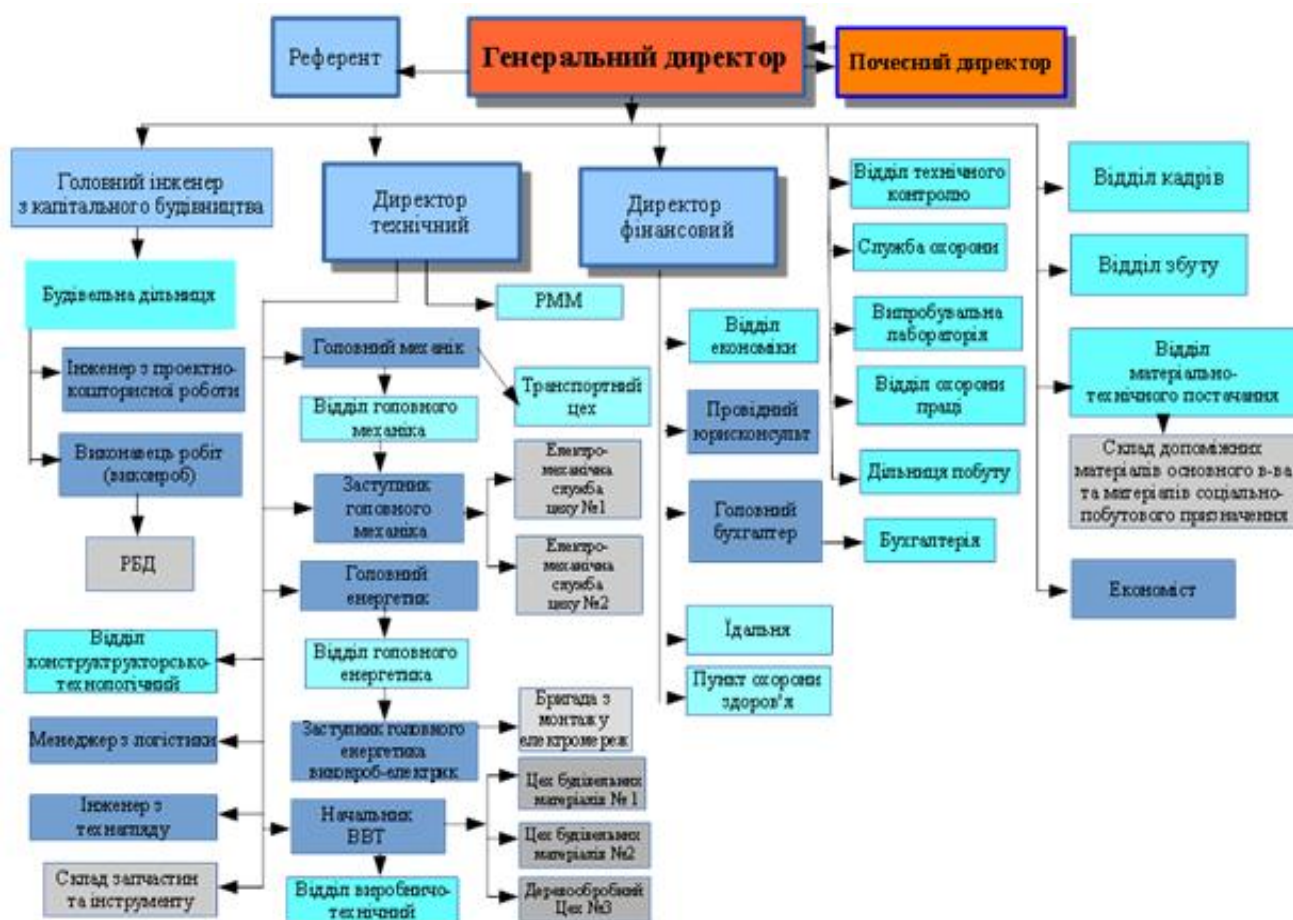 Референт
Генеральний директор
Почесний директор
Головний інженер
з капітального будівництва
Директор
технічний
Директор
фінансовий
Відділ технічного
контролю
Відділ кадрів
Служба охорони
Відділ збуту
Будівельна дільниця
РММ
Випробувальна
лабораторія
Відділ
економіки
Головний механік
Відділ
матеріально-
технічного постачання
Інженер з проектно-
кошторисної роботи
Транспортний
цех
Відділ охорони
праці
Відділ головного
механіка
Провідний
юрисконсульт
Виконавець робіт
(виконроб)
Електро-
механічна
служба
цеху №1
Склад допоміжних
матеріалів основного в-ва
та матеріалів соціально-
побутового призначення
Дільниця побуту
Заступник
головного
механіка
Головний
бухгалтер
Бухгалтерія
РБД
Електро-
механічна
служба
цеху №2
Головний
енергетик
Економіст
Відділ
конструктрукторсько-
технологічний
Відділ головного
енергетика
Їдальня
Пункт охорони
здоров'я
Бригада з
монтажу
електромереж
Менеджер з логістики
Заступник головного
енергетика
виконроб-електрик
Цех будівельних
матеріалів № 1
Інженер з
технагляду
Начальник
ВВТ
Цех будівельних
матеріалів №2
Склад запчастин
та інструменту
Відділ виробничо-
технічний
Деревообробний
Цех №3